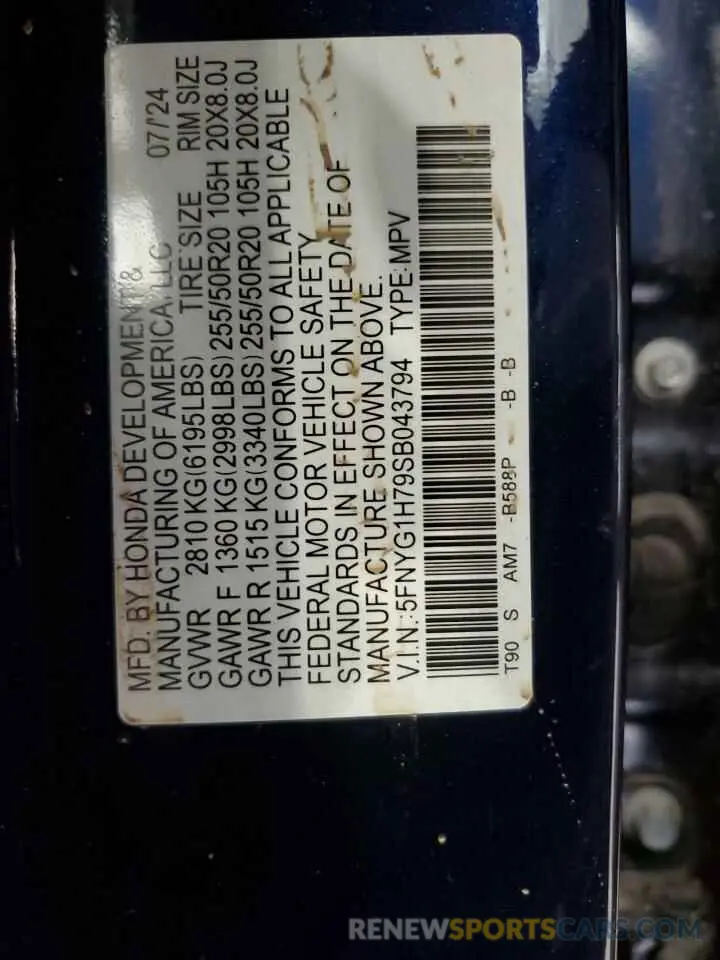 MFD. BY HONDA DEVELOPMENT &
MANUFACTURING OF AMERICA, LLC 07/'24
GVWR 2810 KG(6195LBS) TIRE SIZE RIM SIZE
GAWR F 1360 KG(2998LBS) 255/50R20 105H 20X8.0J
GAWR R 1515 KG(3340LBS) 255/50R20 105H 20X8.0J
THIS VEHICLE CONFORMS TO ALL APPLICABLE
FEDERAL MOTOR VEHICLE SAFETY
STANDARDS IN EFFECT ON THE DATE OF
MANUFACTURE SHOWN ABOVE.
V.I.N.:5FNYG1H79SB043794 TYPE:MPV
T90 S AM7 -B588P -B -B
RENEWSPORTSCARS.COM